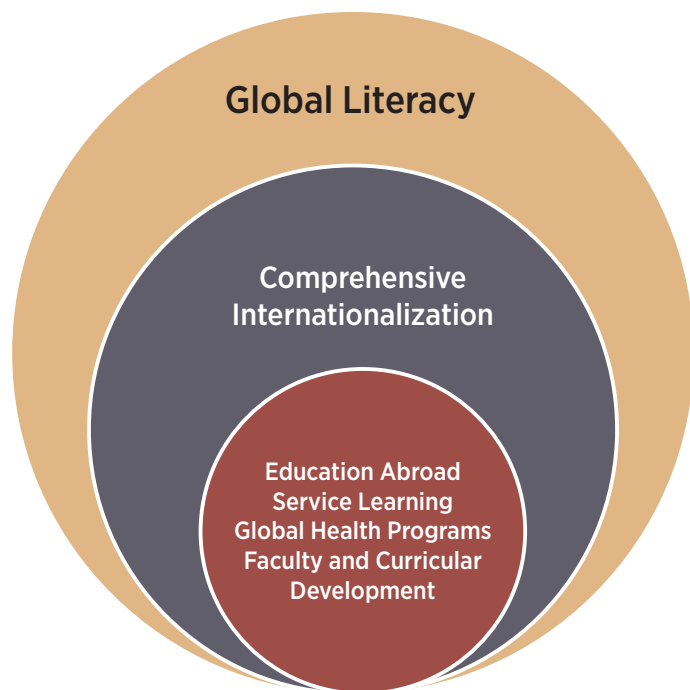 Global Literacy
Comprehensive
Internationalization
Education Abroad
Service Learning
Global Health Programs
Faculty and Curricular
Development